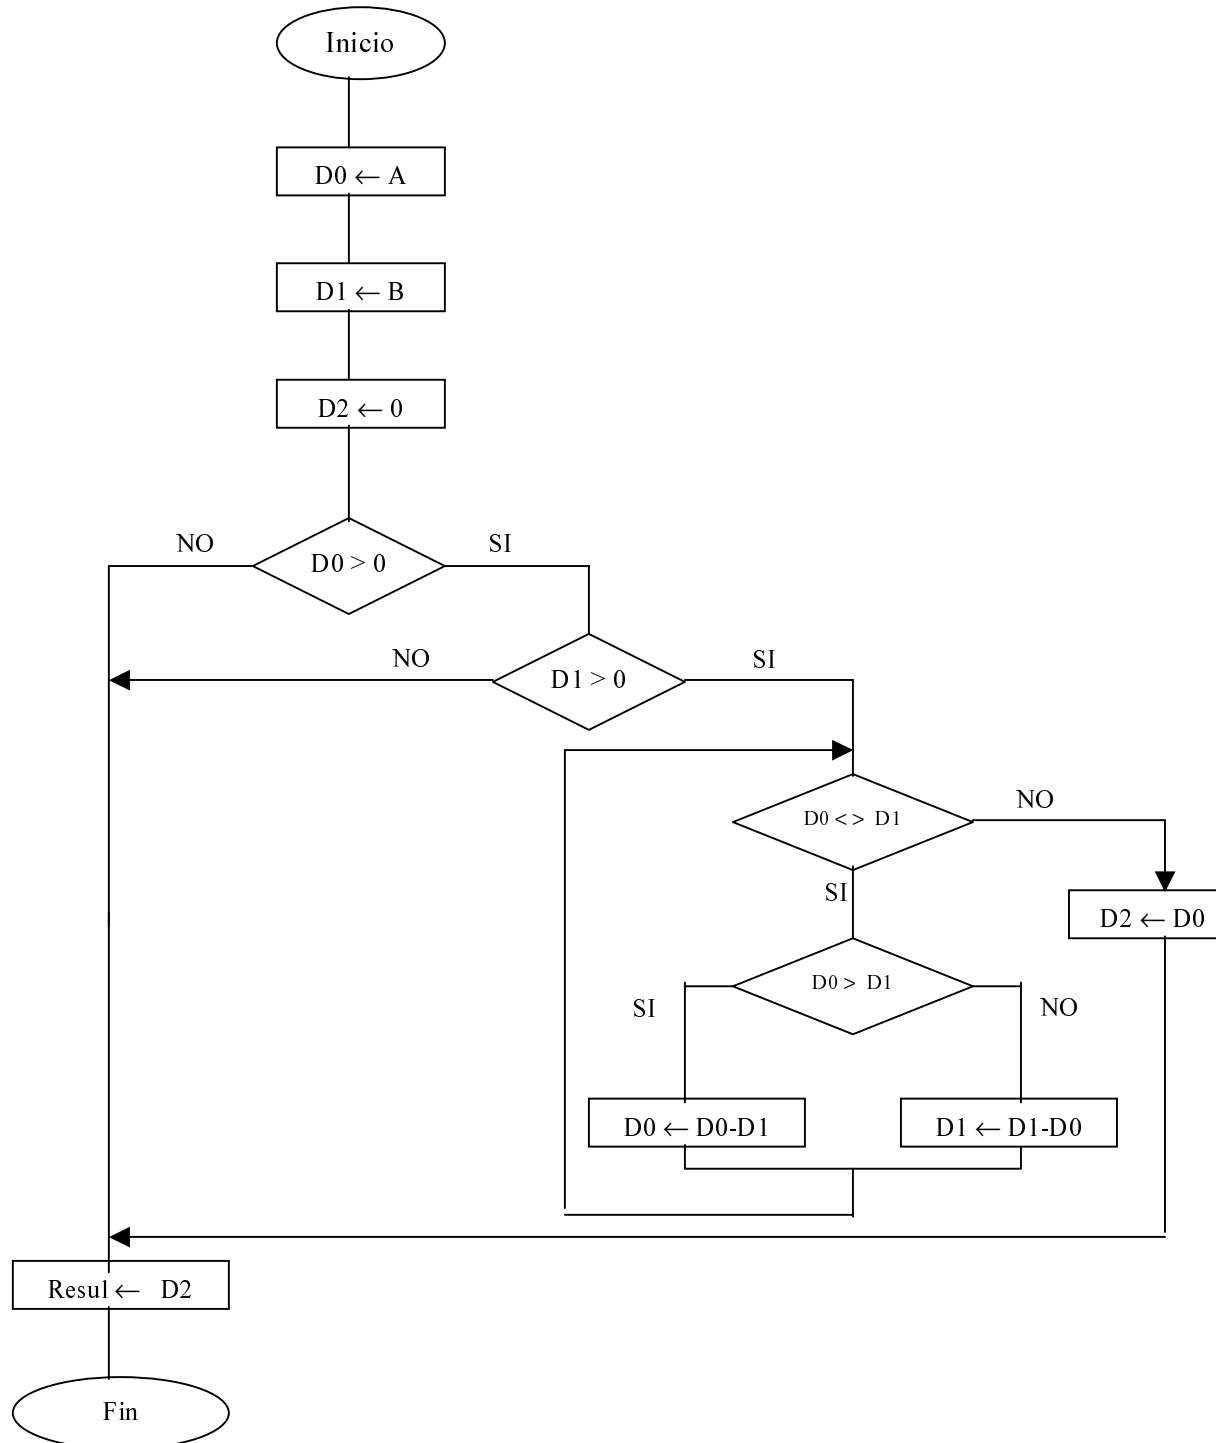 Inicio
D0 ← A
D1 ← B
D2 ← 0
NO
D0 > 0
SI
NO
D1 > 0
SI
D0 < > D1
NO
SI
D2 ← D0
D0 > D1
SI
NO
D0 ← D0-D1
D1 ← D1-D0
Resul ← D2
Fin